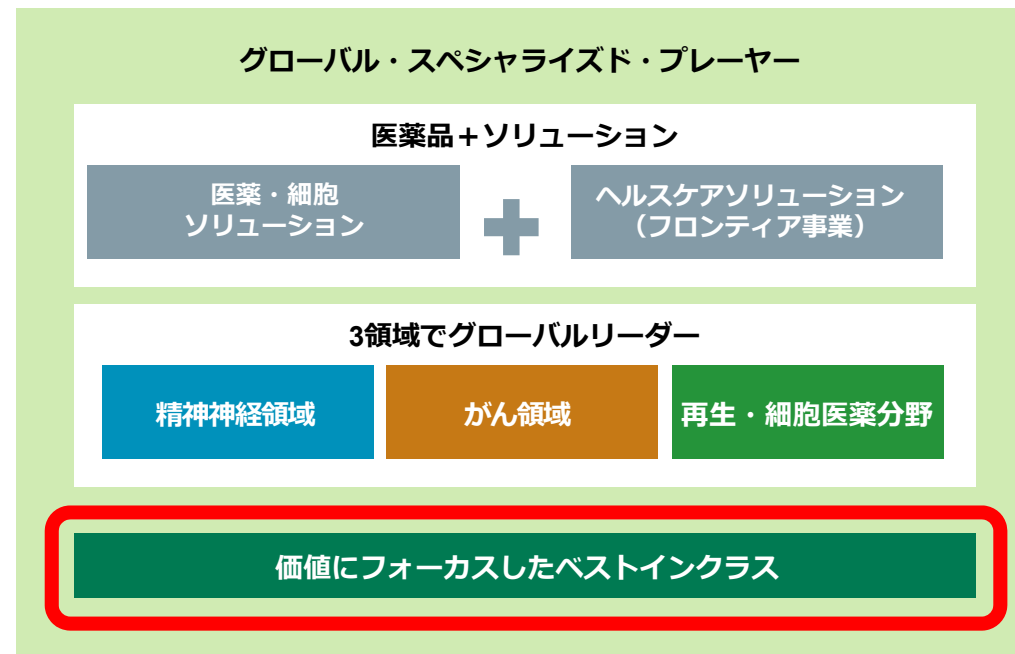 グローバル・スペシャライズド・プレーヤー
医薬品＋ソリューション
医薬・細胞
ソリューション
ヘルスケアソリューション
（フロンティア事業）
3領域でグローバルリーダー
精神神経領域
がん領域
再生・細胞医薬分野
価値にフォーカスしたベストインクラス